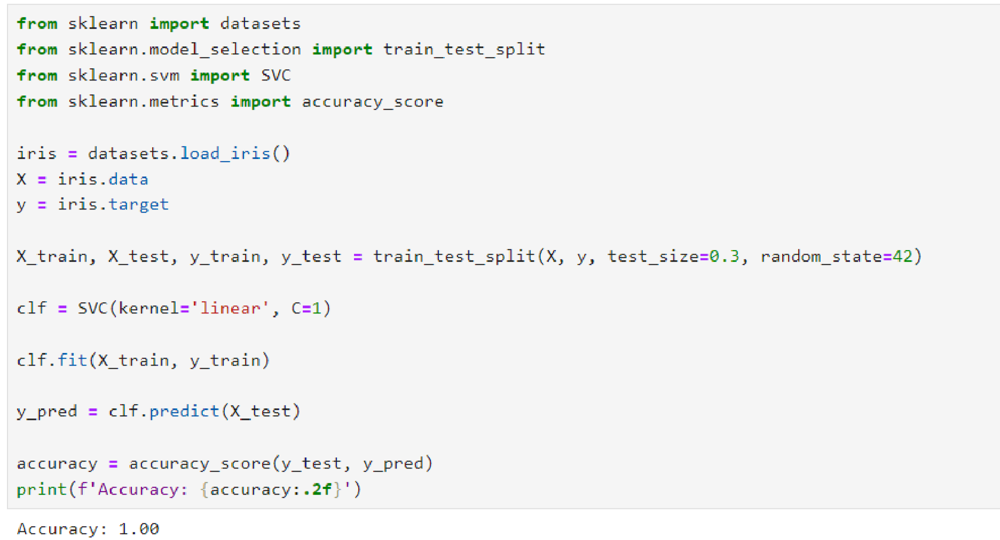 from sklearn import datasets
from sklearn.model_selection import train_test_split
from sklearn.svm import SVC
from sklearn.metrics import accuracy_score
iris = datasets.load_iris()
X = iris.data
y = iris.target
X_train, X_test, y_train, y_test = train_test_split(X, y, test_size=0.3, random_state=42)
clf = SVC(kernel='linear', C=1)
clf.fit(X_train, y_train)
y_pred = clf.predict(X_test)
accuracy = accuracy_score(y_test, y_pred)
print(f'Accuracy: {accuracy:.2f}')
Accuracy: 1.00